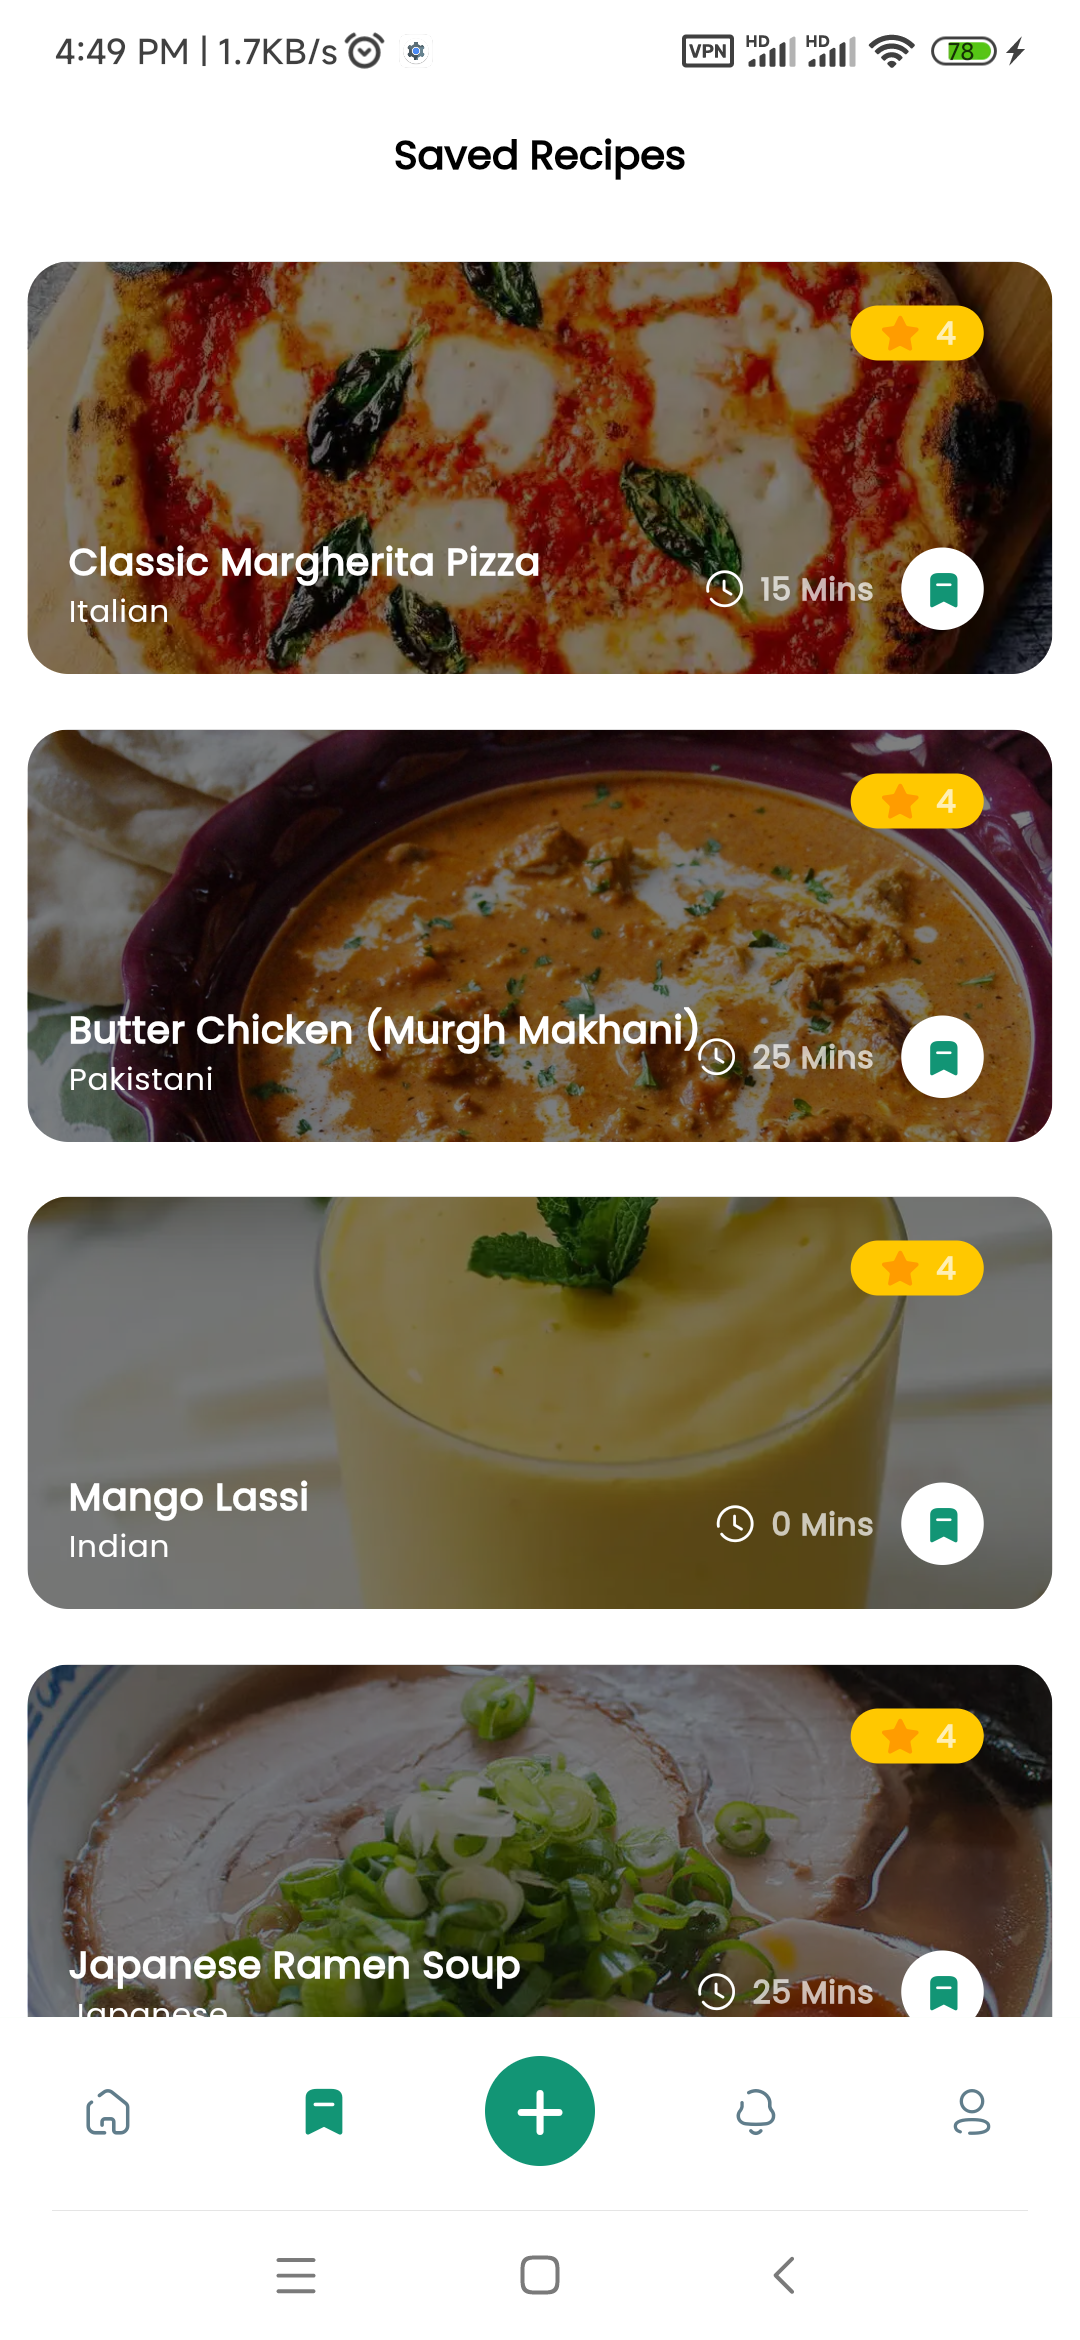 4:49 PM | 1.7KB/s VPN HD HD 78
Saved Recipes
4
Classic Margherita Pizza
Italian
15 Mins
4
Butter Chicken (Murgh Makhani)
Pakistani
25 Mins
4
Mango Lassi
Indian
0 Mins
4
Japanese Ramen Soup
Japanese
25 Mins